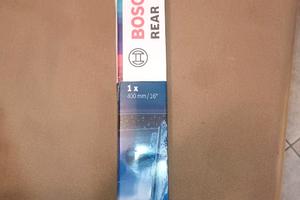 BOSCH
REAR
1 x
400 mm / 16"